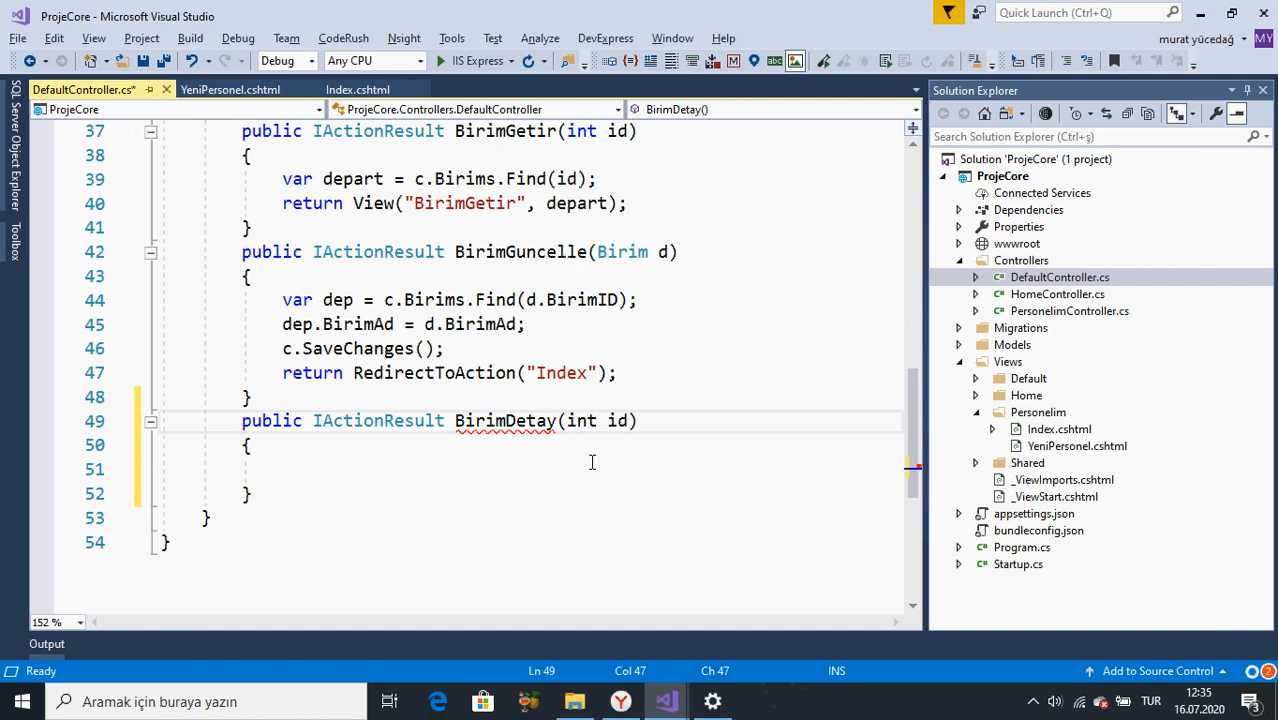 ProjeCore - Microsoft Visual Studio
Quick Launch (Ctrl+Q)
File Edit View Project Build Debug Team CodeRush Nsight Tools Test Analyze DevExpress Window Help
murat yücedağ MY
Debug Any CPU IIS Express
SQL Server Object Explorer
Toolbox
DefaultController.cs* YeniPersonel.cshtml Index.cshtml
ProjeCore ProjeCore.Controllers.DefaultController BirimDetay()
37 public IActionResult BirimGetir(int id)
38 {
39 var depart = c.Birims.Find(id);
40 return View("BirimGetir", depart);
41 }
42 public IActionResult BirimGuncelle(Birim d)
43 {
44 var dep = c.Birims.Find(d.BirimID);
45 dep.BirimAd = d.BirimAd;
46 c.SaveChanges();
47 return RedirectToAction("Index");
48 }
49 public IActionResult BirimDetay(int id)
50 {
51
52 }
53 }
54 }
152 %
Solution Explorer
Search Solution Explorer (Ctrl+ş)
Solution 'ProjeCore' (1 project)
ProjeCore
Connected Services
Dependencies
Properties
wwwroot
Controllers
DefaultController.cs
HomeController.cs
PersonelimController.cs
Migrations
Models
Views
Default
Home
Personelim
Index.cshtml
YeniPersonel.cshtml
Shared
_ViewImports.cshtml
_ViewStart.cshtml
appsettings.json
bundleconfig.json
Program.cs
Startup.cs
Output
Ready Ln 49 Col 47 Ch 47 INS Add to Source Control 2
Aramak için buraya yazın
TUR
12:35
16.07.2020
3